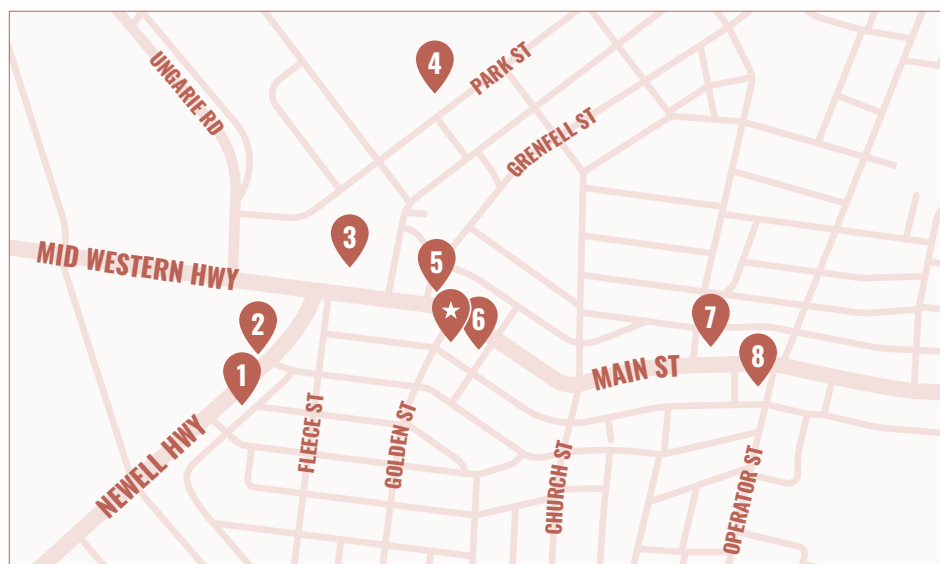 4
PARK ST
UNGARIE RD
GRENFELL ST
3
MID WESTERN HWY
5
6
2
7
8
1
MAIN ST
FLEECE ST
GOLDEN ST
NEWELL HWY
CHURCH ST
OPERATOR ST